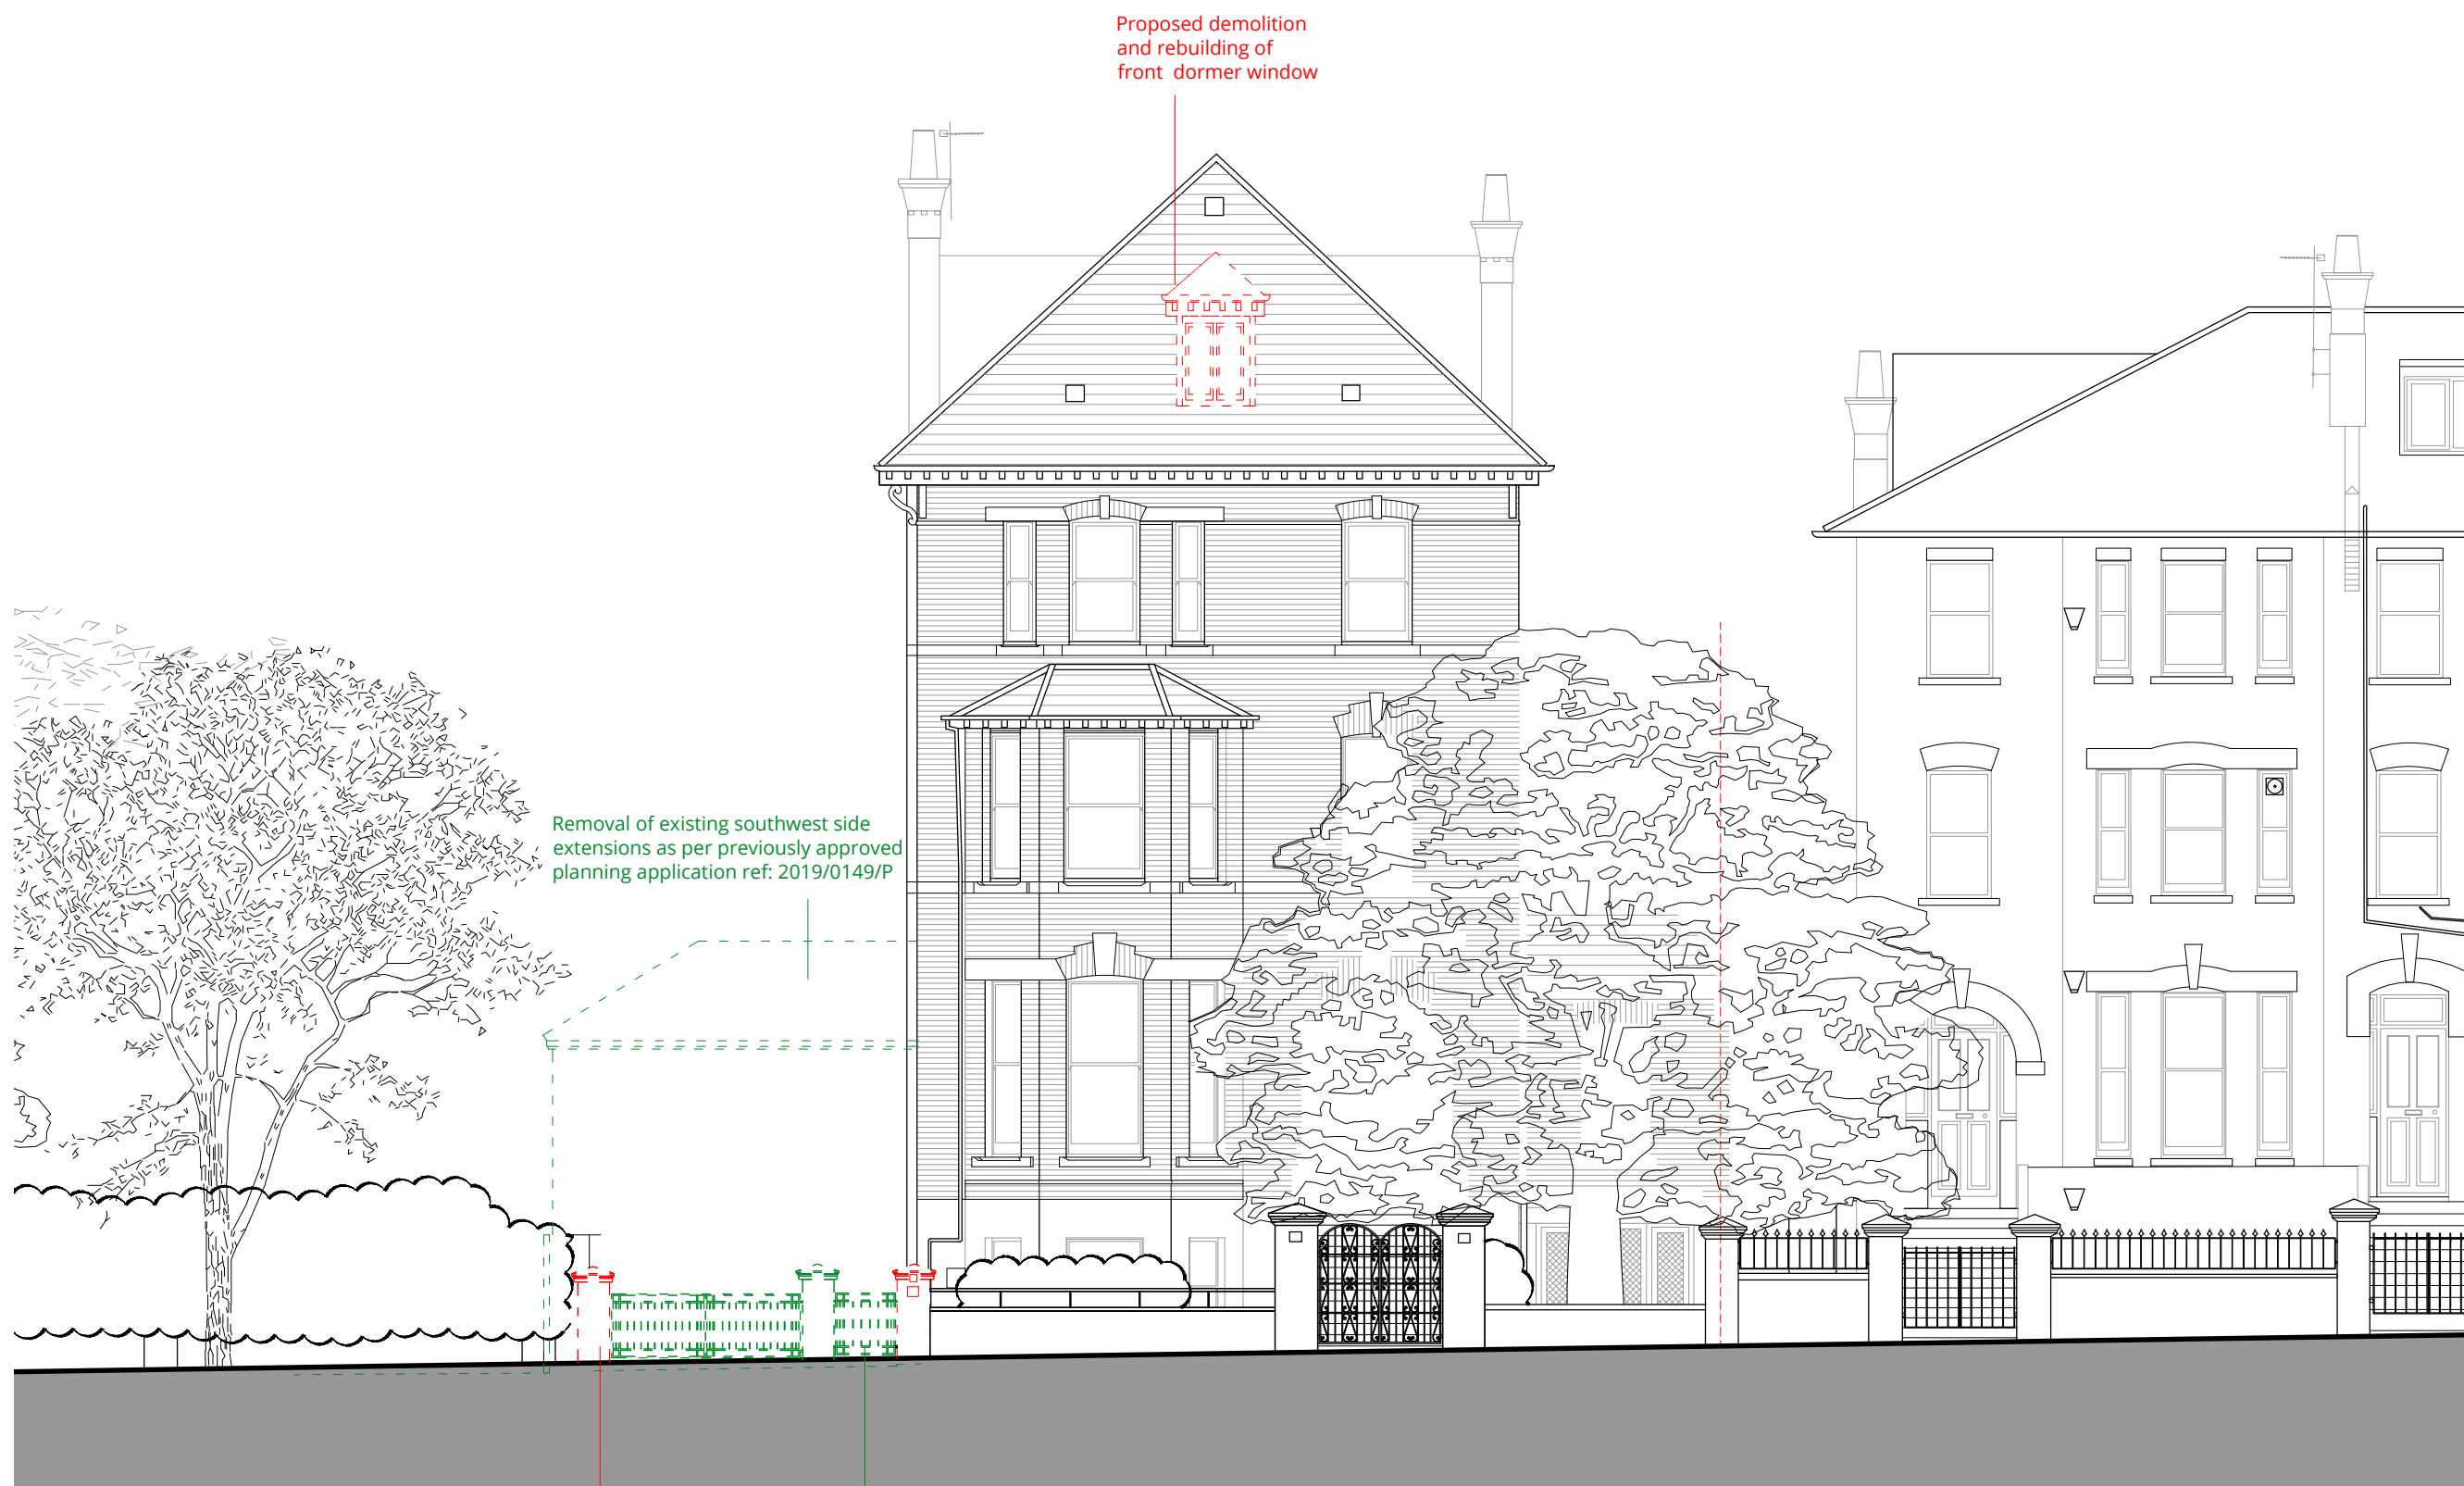 Proposed demolition
and rebuilding of
front dormer window
Removal of existing southwest side
extensions as per previously approved
planning application ref: 2019/0149/P